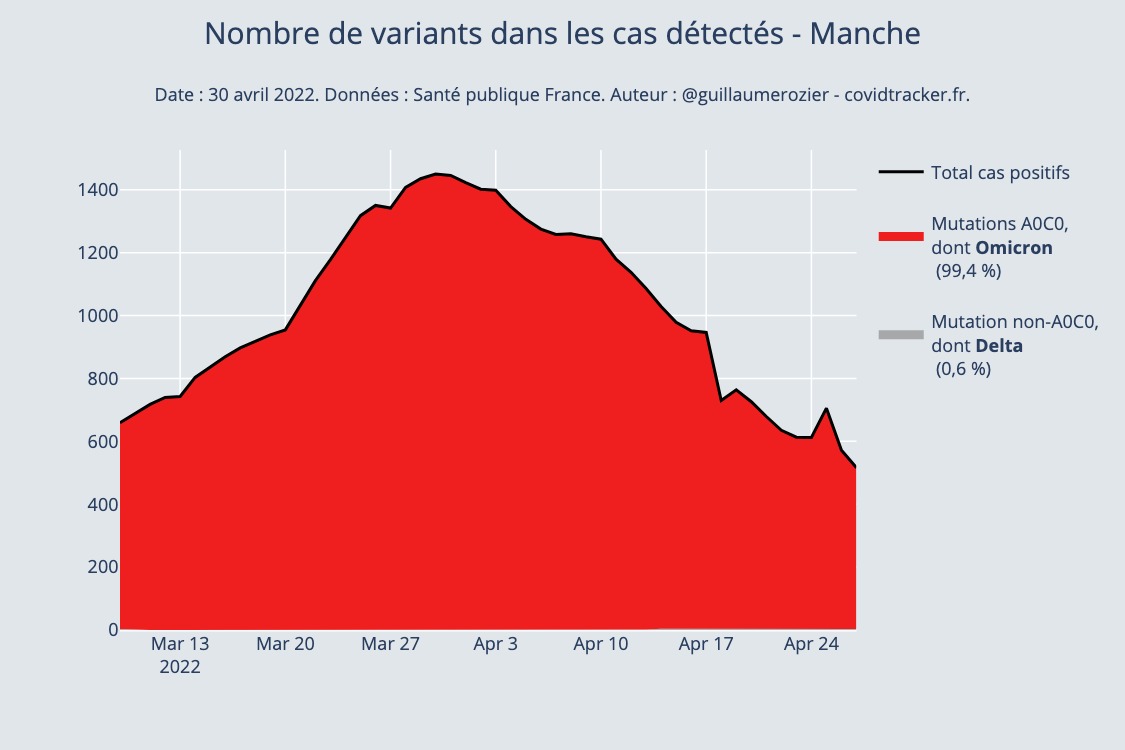 Nombre de variants dans les cas détectés - Manche
Date : 30 avril 2022. Données : Santé publique France. Auteur : @guillaumerozier - covidtracker.fr.
1400
1200
1000
800
600
400
200
0
Mar 13
2022
Mar 20
Mar 27
Apr 3
Apr 10
Apr 17
Apr 24
Total cas positifs
Mutations A0C0,
dont Omicron
(99,4 %)
Mutation non-A0C0,
dont Delta
(0,6 %)